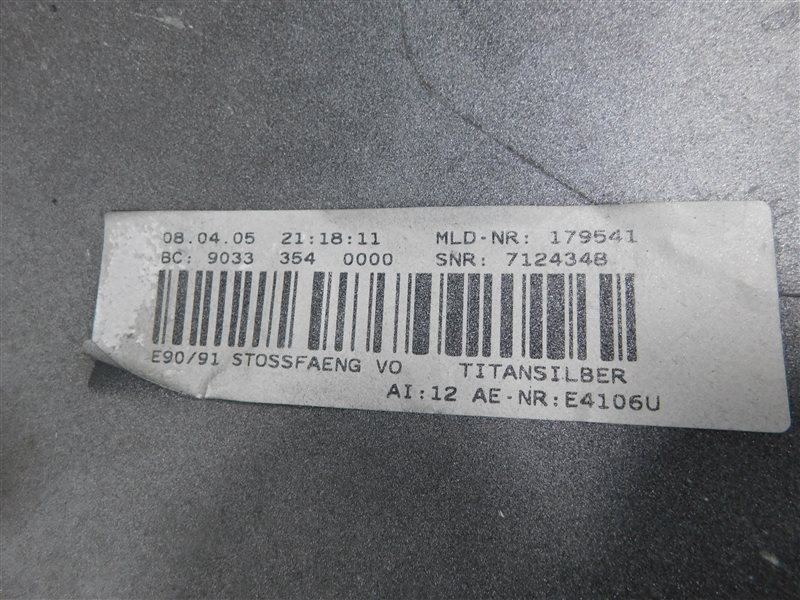 08.04.05 21:18:11 MLD-NR: 179541
BC: 9033 354 0000 SNR: 7124348
E90/91 STOSSFAENG VO TITANSILBER
AI:12 AE-NR:E4106U